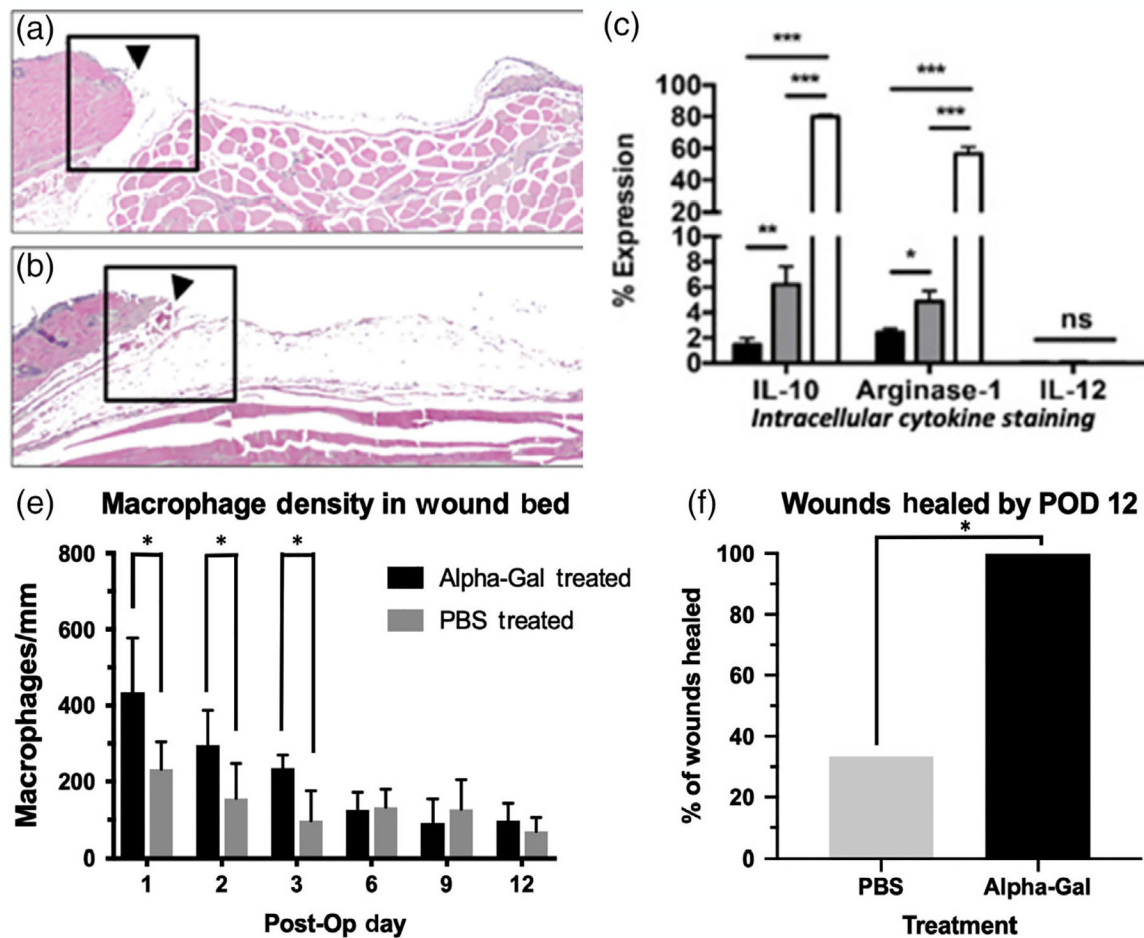 (a)
(b)
(c)
***
***
***
***
**
*
ns
100
80
60
40
20
8
6
4
2
0
% Expression
IL-10 Arginase-1 IL-12
Intracellular cytokine staining
(e) Macrophage density in wound bed
* * *
Alpha-Gal treated
PBS treated
800
600
400
200
0
Macrophages/mm
1 2 3 6 9 12
Post-Op day
(f) Wounds healed by POD 12
*
100
80
60
40
20
0
% of wounds healed
PBS Alpha-Gal
Treatment